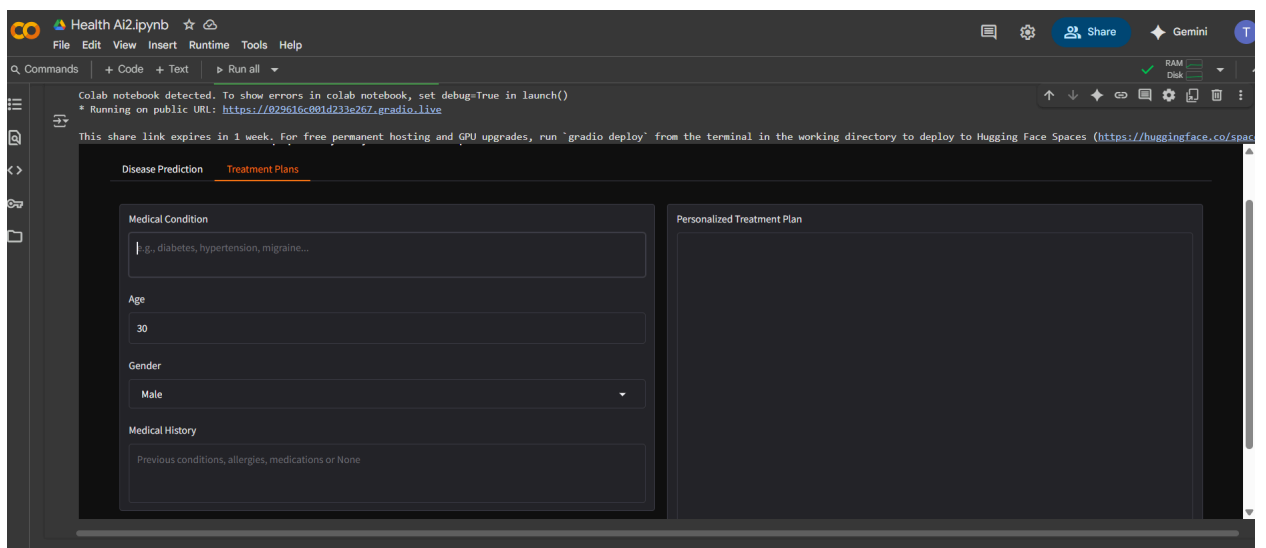 Health Ai2.ipynb
File Edit View Insert Runtime Tools Help
Share
Gemini
T
Commands + Code + Text Run all
RAM
Disk
Colab notebook detected. To show errors in colab notebook, set debug=True in launch()
* Running on public URL: https://029616c001d233e267.gradio.live
This share link expires in 1 week. For free permanent hosting and GPU upgrades, run `gradio deploy` from the terminal in the working directory to deploy to Hugging Face Spaces (https://huggingface.co/spac
Disease Prediction Treatment Plans
Medical Condition
e.g., diabetes, hypertension, migraine...
Age
30
Gender
Male
Medical History
Previous conditions, allergies, medications or None
Personalized Treatment Plan